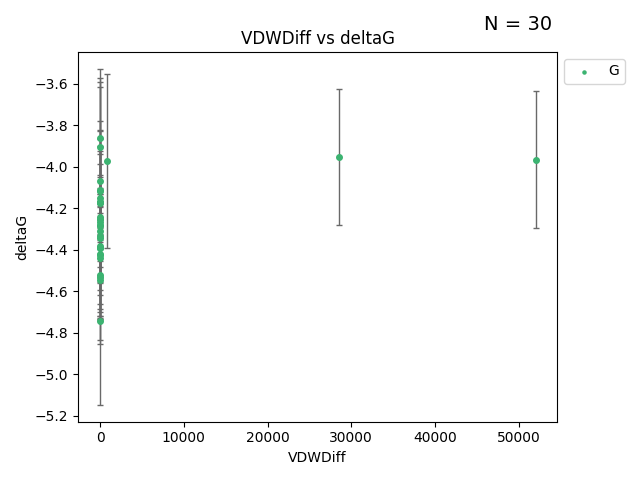 N = 30
VDWDiff vs deltaG
G
deltaG
−3.6
−3.8
−4.0
−4.2
−4.4
−4.6
−4.8
−5.0
−5.2
0 10000 20000 30000 40000 50000
VDWDiff